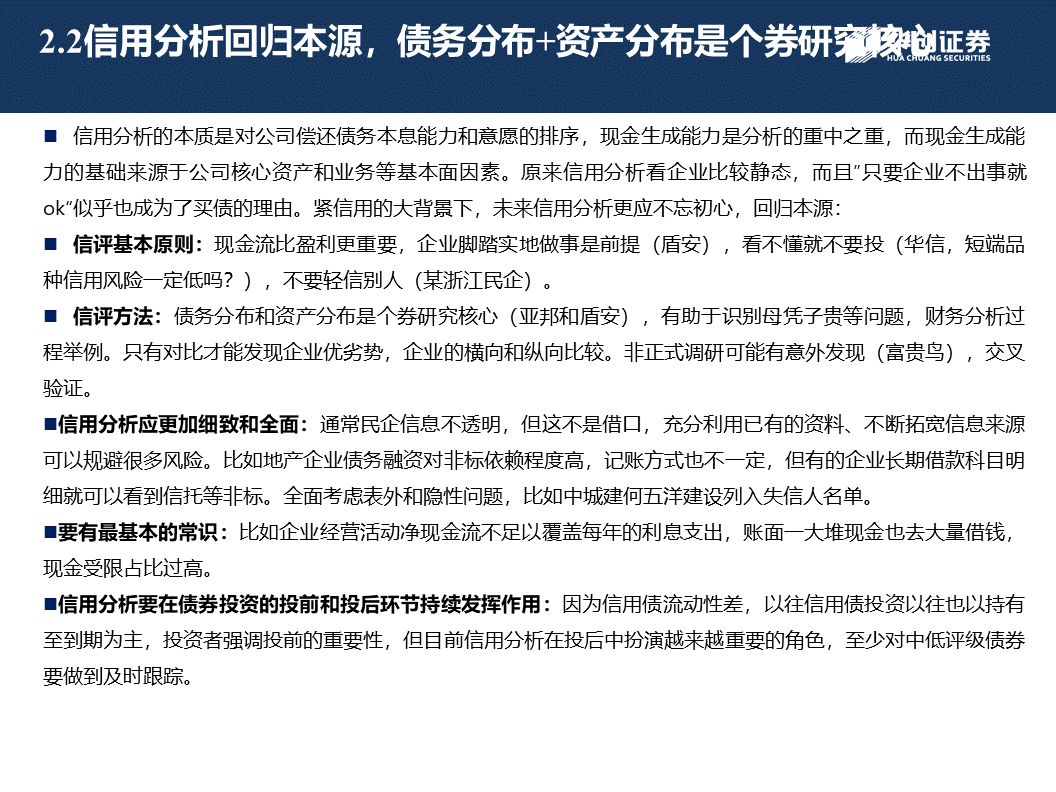 2.2信用分析回归本源，债务分布+资产分布是个券研究核心
华创证券
HUA CHUANG SECURITIES
■ 信用分析的本质是对公司偿还债务本息能力和意愿的排序，现金生成能力是分析的重中之重，而现金生成能
力的基础来源于公司核心资产和业务等基本面因素。原来信用分析看企业比较静态，而且"只要企业不出事就
ok"似乎也成为了买债的理由。紧信用的大背景下，未来信用分析更应不忘初心，回归本源：
■ 信评基本原则：现金流比盈利更重要，企业脚踏实地做事是前提（盾安），看不懂就不要投（华信，短端品
种信用风险一定低吗？），不要轻信别人（某浙江民企）。
■ 信评方法：债务分布和资产分布是个券研究核心（亚邦和盾安），有助于识别母凭子贵等问题，财务分析过
程举例。只有对比才能发现企业优劣势，企业的横向和纵向比较。非正式调研可能有意外发现（富贵鸟），交叉
验证。
■信用分析应更加细致和全面：通常民企信息不透明，但这不是借口，充分利用已有的资料、不断拓宽信息来源
可以规避很多风险。比如地产企业债务融资对非标依赖程度高，记账方式也不一定，但有的企业长期借款科目明
细就可以看到信托等非标。全面考虑表外和隐性问题，比如中城建何五洋建设列入失信人名单。
■要有最基本的常识：比如企业经营活动净现金流不足以覆盖每年的利息支出，账面一大堆现金也去大量借钱，
现金受限占比过高。
■信用分析要在债券投资的投前和投后环节持续发挥作用：因为信用债流动性差，以往信用债投资以往也以持有
至到期为主，投资者强调投前的重要性，但目前信用分析在投后中扮演越来越重要的角色，至少对中低评级债券
要做到及时跟踪。